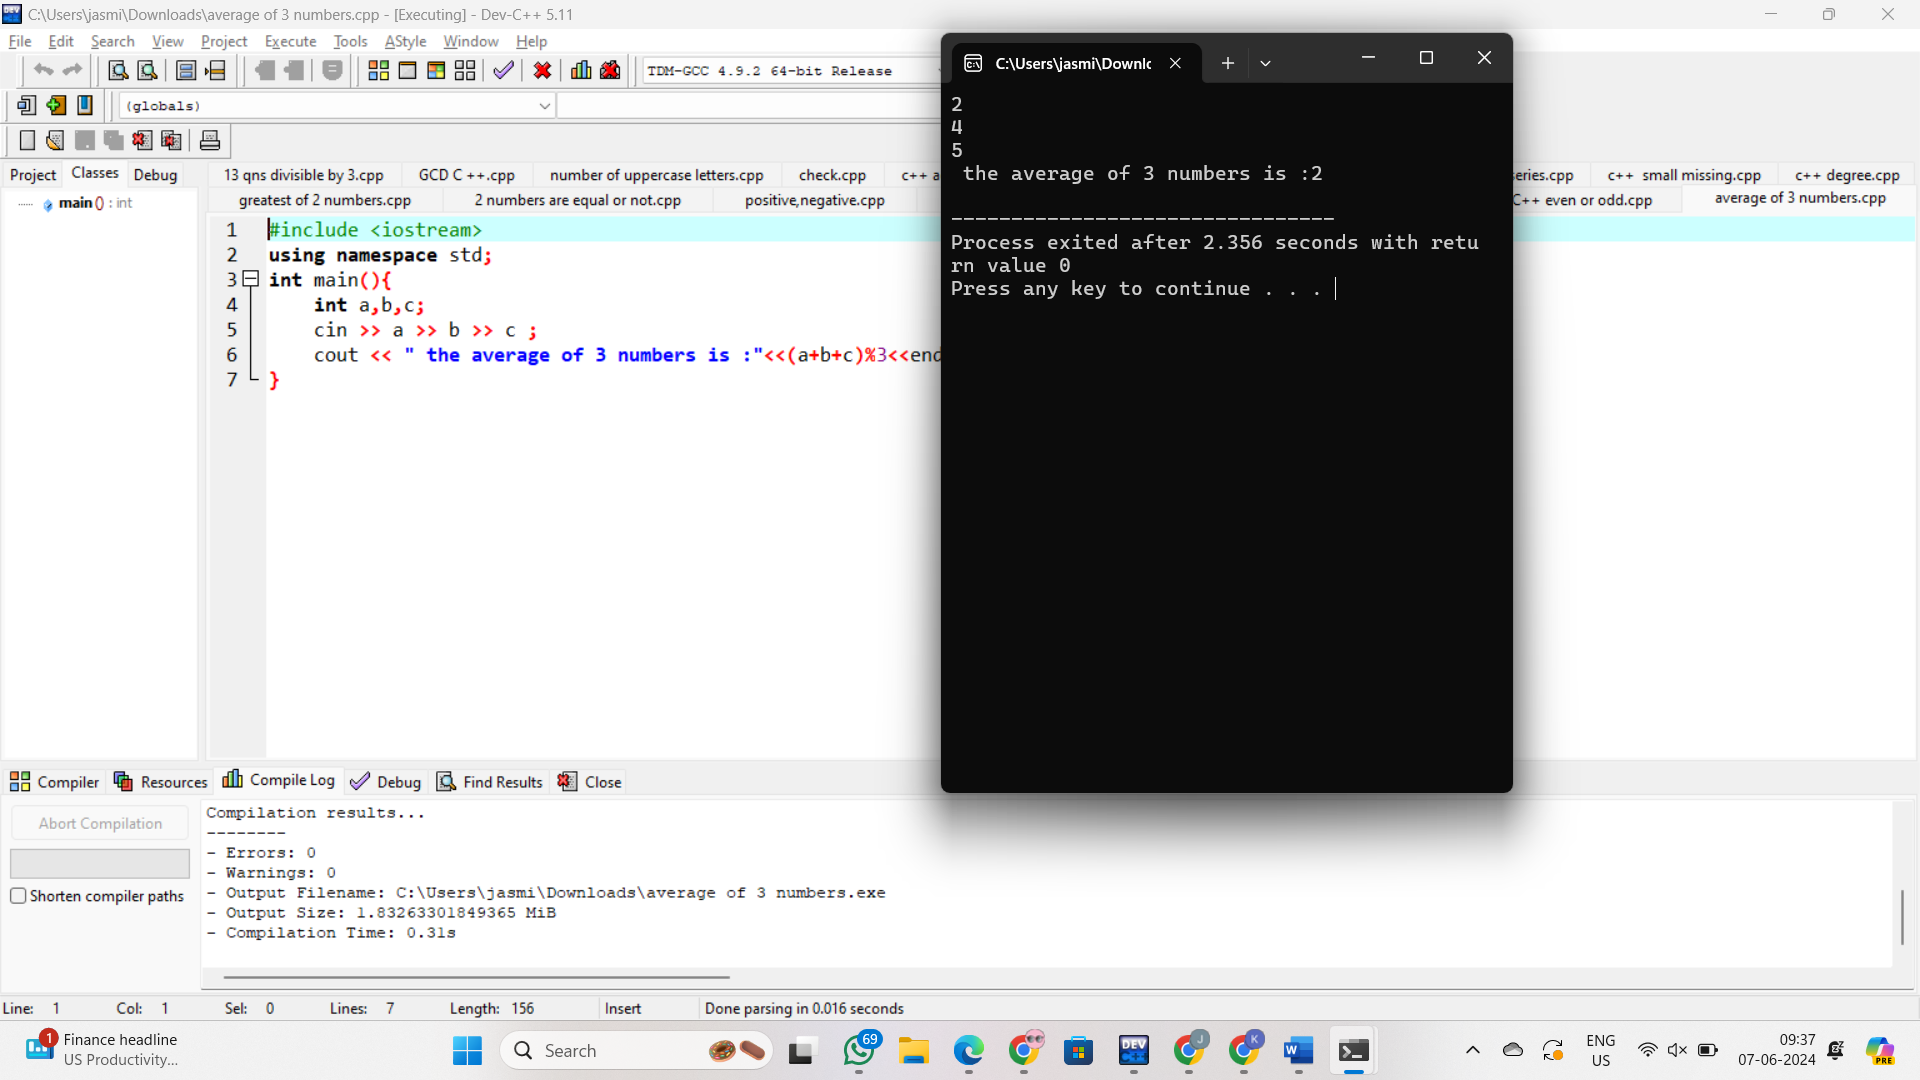 C:\Users\jasmi\Downloads\average of 3 numbers.cpp - [Executing] - Dev-C++ 5.11
File Edit Search View Project Execute Tools AStyle Window Help
TDM-GCC 4.9.2 64-bit Release
(globals)
Project Classes Debug
main () : int
13 qns divisible by 3.cpp GCD C ++.cpp number of uppercase letters.cpp check.cpp c++ a
series.cpp c++ small missing.cpp c++ degree.cpp
greatest of 2 numbers.cpp 2 numbers are equal or not.cpp positive,negative.cpp
C++ even or odd.cpp average of 3 numbers.cpp
1 #include <iostream>
2 using namespace std;
3 int main(){
4 int a,b,c;
5 cin >> a >> b >> c ;
6 cout << " the average of 3 numbers is :"<<(a+b+c)%3<<end
7 }
C:\Users\jasmi\Downlc
2
4
5
the average of 3 numbers is :2
--------------------------------
Process exited after 2.356 seconds with retu
rn value 0
Press any key to continue . . .
Compiler Resources Compile Log Debug Find Results Close
Abort Compilation
Shorten compiler paths
Compilation results...
--------
- Errors: 0
- Warnings: 0
- Output Filename: C:\Users\jasmi\Downloads\average of 3 numbers.exe
- Output Size: 1.83263301849365 MiB
- Compilation Time: 0.31s
Line: 1 Col: 1 Sel: 0 Lines: 7 Length: 156 Insert Done parsing in 0.016 seconds
1
Finance headline
US Productivity...
Search
69
DEV
C++
J
K
W
ENG
US
09:37
07-06-2024
PRE